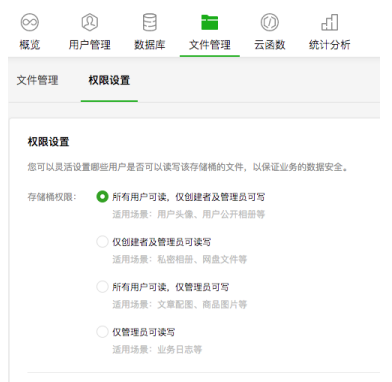 概览 用户管理 数据库 文件管理 云函数 统计分析
文件管理 权限设置
权限设置
您可以灵活设置哪些用户是否可以读写该存储桶的文件，以保证业务的数据安全。
存储桶权限： 所有用户可读，仅创建者及管理员可写
适用场景：用户头像、用户公开相册等
仅创建者及管理员可读写
适用场景：私密相册、网盘文件等
所有用户可读，仅管理员可写
适用场景：文章配图、商品图片等
仅管理员可读写
适用场景：业务日志等